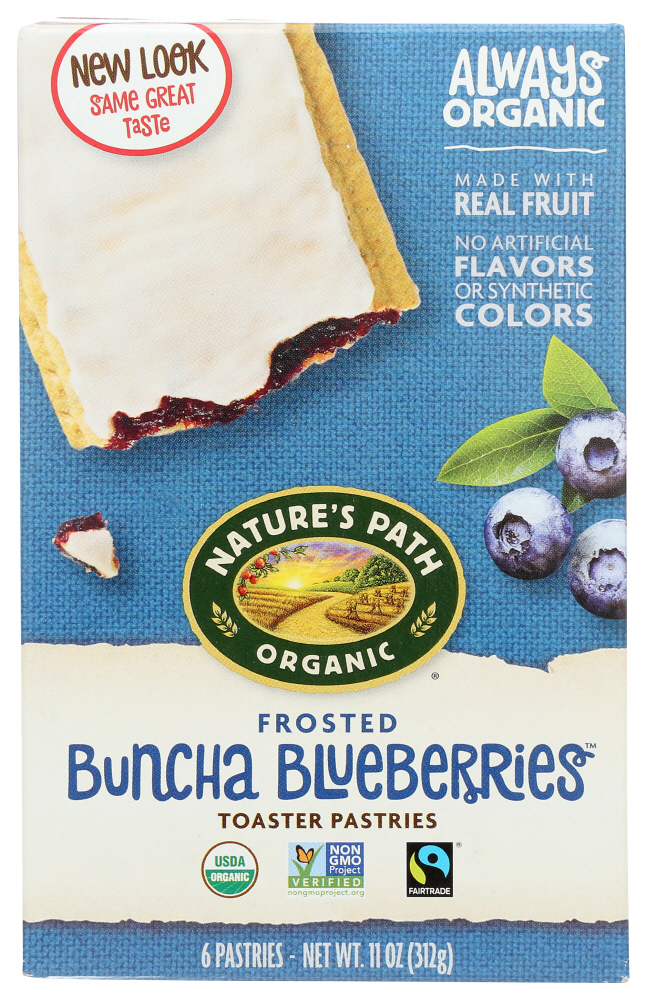 NEW LOOK
SAME GREAT
TASTE
ALWAYS
ORGANIC
MADE WITH
REAL FRUIT
NO ARTIFICIAL
FLAVORS
OR SYNTHETIC
COLORS
NATURE'S PATH
ORGANIC
®
FROSTED
BUNCHA BLUEBERRIES™
TOASTER PASTRIES
USDA
ORGANIC
NON
GMO
Project
VERIFIED
nongmoproject.org
FAIRTRADE
®
6 PASTRIES - NET WT. 11 OZ (312g)